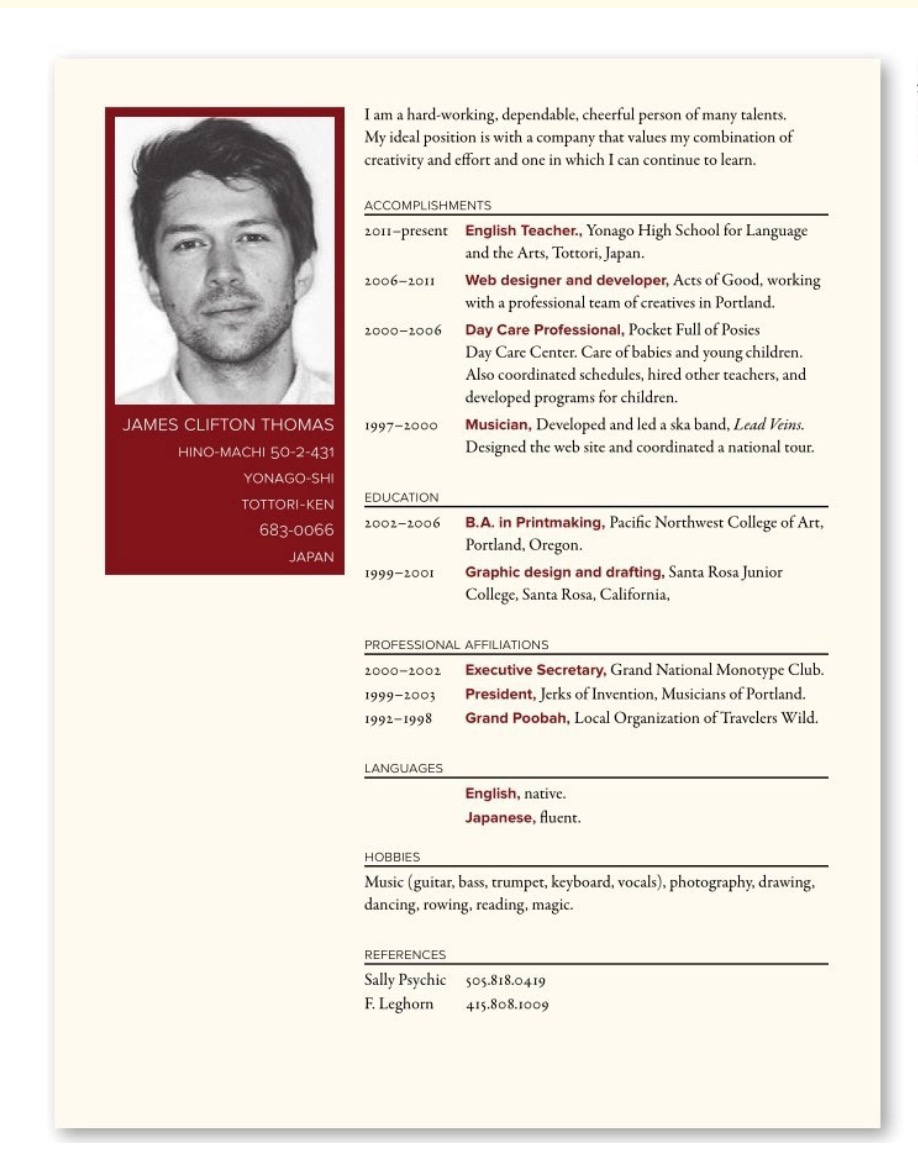 JAMES CLIFTON THOMAS
HINO-MACHI 50-2-431
YONAGO-SHI
TOTTORI-KEN
683-0066
JAPAN
I am a hard-working, dependable, cheerful person of many talents.
My ideal position is with a company that values my combination of
creativity and effort and one in which I can continue to learn.
ACCOMPLISHMENTS
2011–present English Teacher., Yonago High School for Language
and the Arts, Tottori, Japan.
2006–2011 Web designer and developer, Acts of Good, working
with a professional team of creatives in Portland.
2000–2006 Day Care Professional, Pocket Full of Posies
Day Care Center. Care of babies and young children.
Also coordinated schedules, hired other teachers, and
developed programs for children.
1997–2000 Musician, Developed and led a ska band, Lead Veins.
Designed the web site and coordinated a national tour.
EDUCATION
2002–2006 B.A. in Printmaking, Pacific Northwest College of Art,
Portland, Oregon.
1999–2001 Graphic design and drafting, Santa Rosa Junior
College, Santa Rosa, California,
PROFESSIONAL AFFILIATIONS
2000–2002 Executive Secretary, Grand National Monotype Club.
1999–2003 President, Jerks of Invention, Musicians of Portland.
1992–1998 Grand Poobah, Local Organization of Travelers Wild.
LANGUAGES
English, native.
Japanese, fluent.
HOBBIES
Music (guitar, bass, trumpet, keyboard, vocals), photography, drawing,
dancing, rowing, reading, magic.
REFERENCES
Sally Psychic 505.818.0419
F. Leghorn 415.808.1009